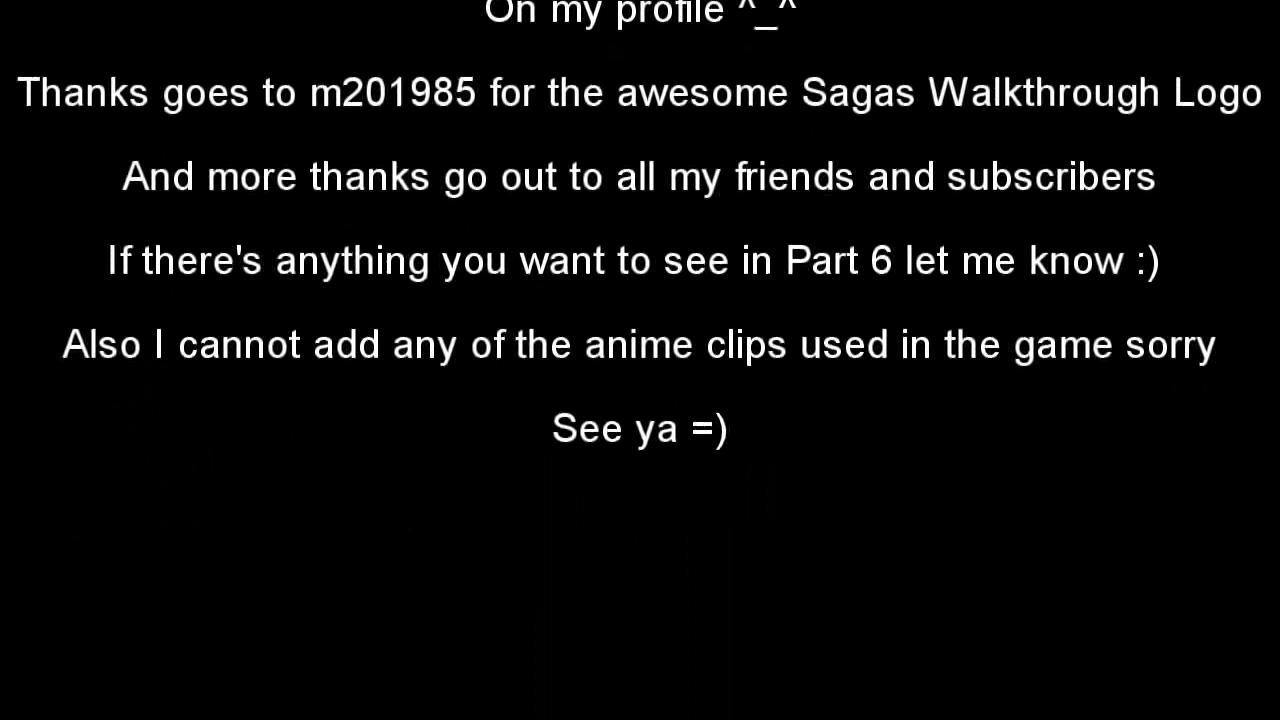 On my profile ^_^
Thanks goes to m201985 for the awesome Sagas Walkthrough Logo
And more thanks go out to all my friends and subscribers
If there's anything you want to see in Part 6 let me know :)
Also I cannot add any of the anime clips used in the game sorry
See ya =)